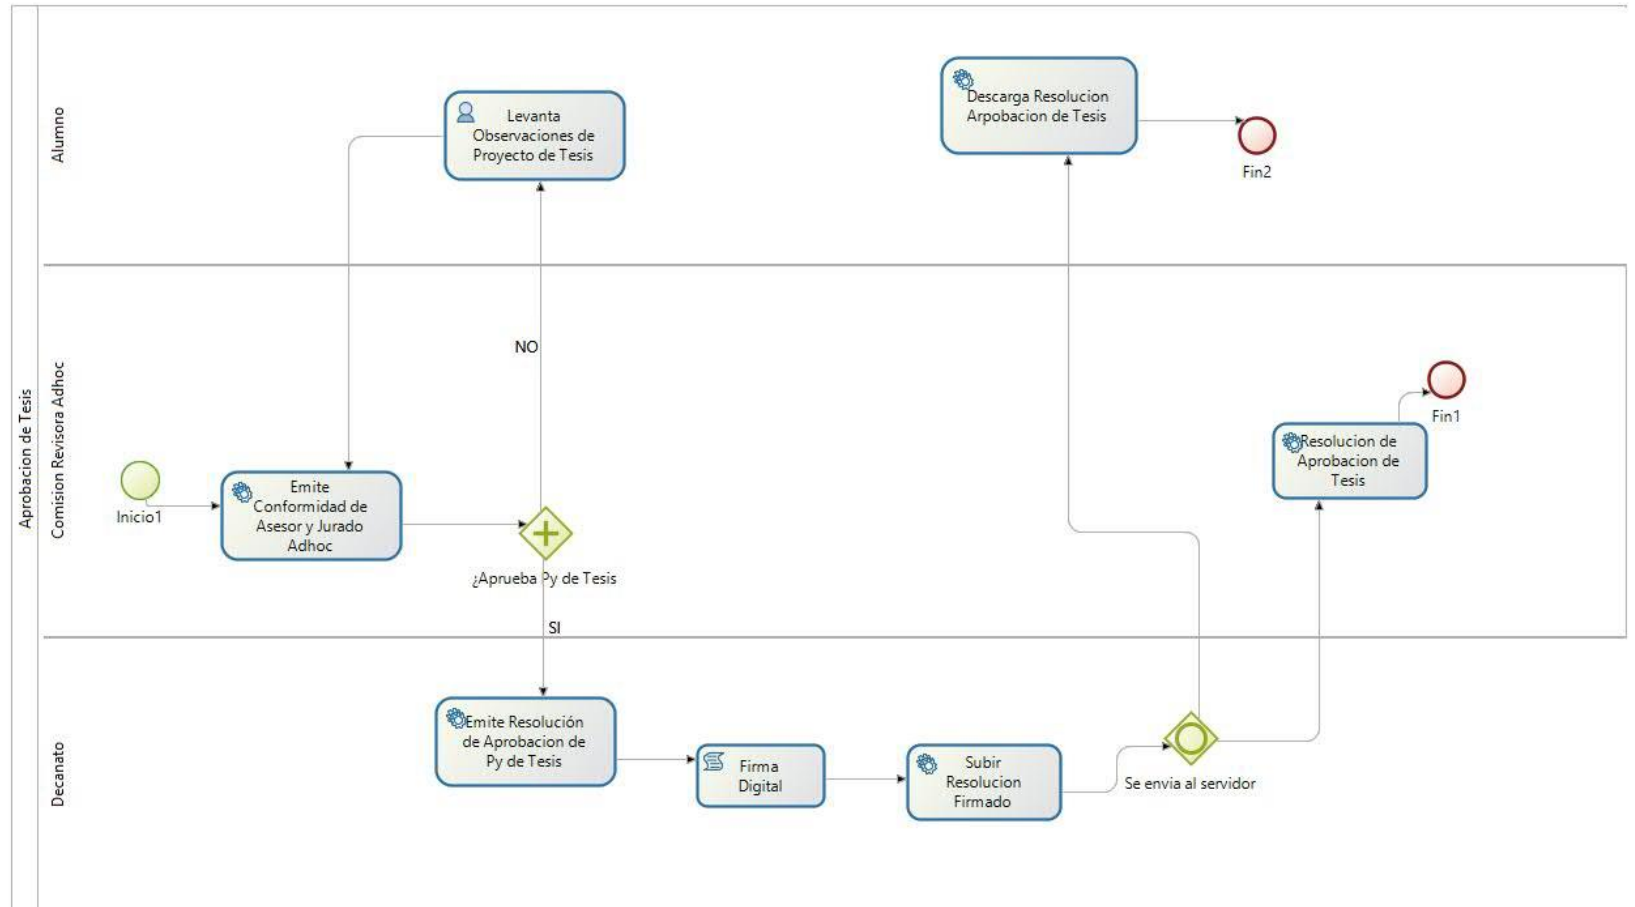 Aprobacion de Tesis
Alumno
Levanta
Observaciones de
Proyecto de Tesis
Descarga Resolucion
Arpobacion de Tesis
Fin2
Comision Revisora Adhoc
NO
Inicio1
Emite
Conformidad de
Asesor y Jurado
Adhoc
¿Aprueba Py de Tesis
SI
Resolucion de
Aprobacion de
Tesis
Fin1
Decanato
Emite Resolución
de Aprobacion de
Py de Tesis
Firma
Digital
Subir
Resolucion
Firmado
Se envia al servidor